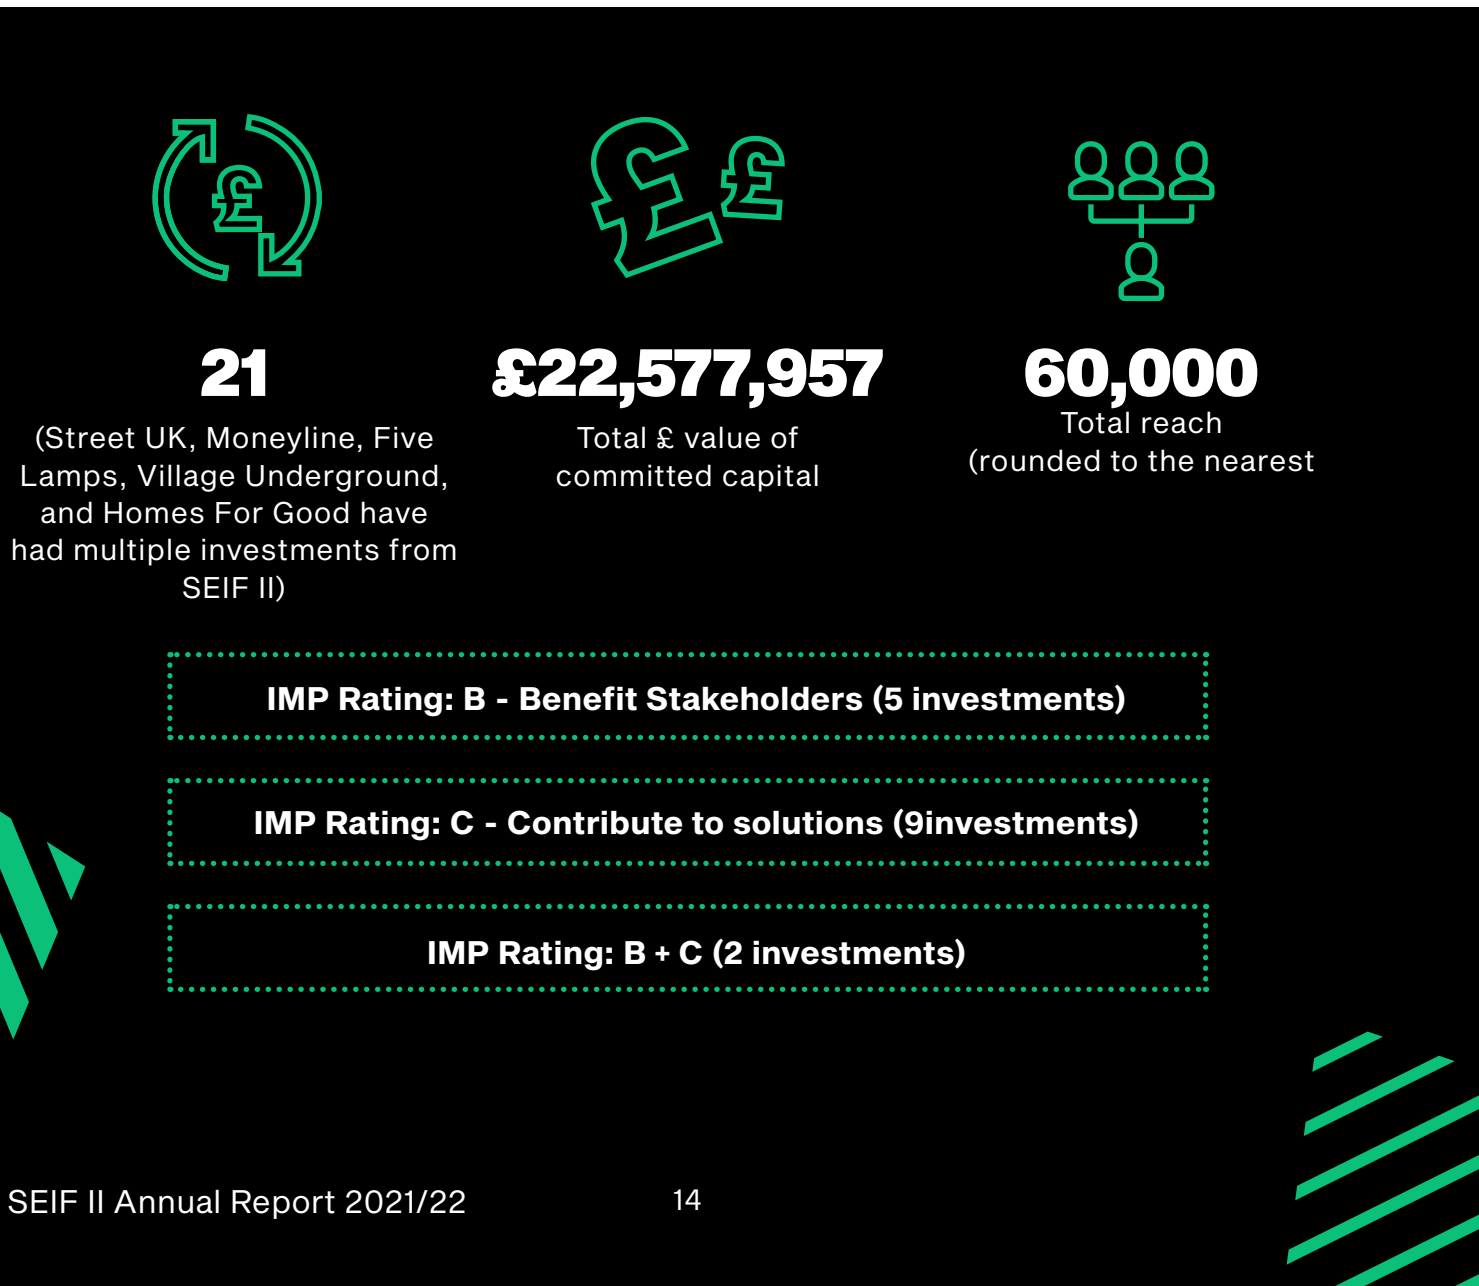 21
(Street UK, Moneyline, Five
Lamps, Village Underground,
and Homes For Good have
had multiple investments from
SEIF II)
£22,577,957
Total £ value of
committed capital
60,000
Total reach
(rounded to the nearest
IMP Rating: B - Benefit Stakeholders (5 investments)
IMP Rating: C - Contribute to solutions (9investments)
IMP Rating: B + C (2 investments)
SEIF II Annual Report 2021/22
14